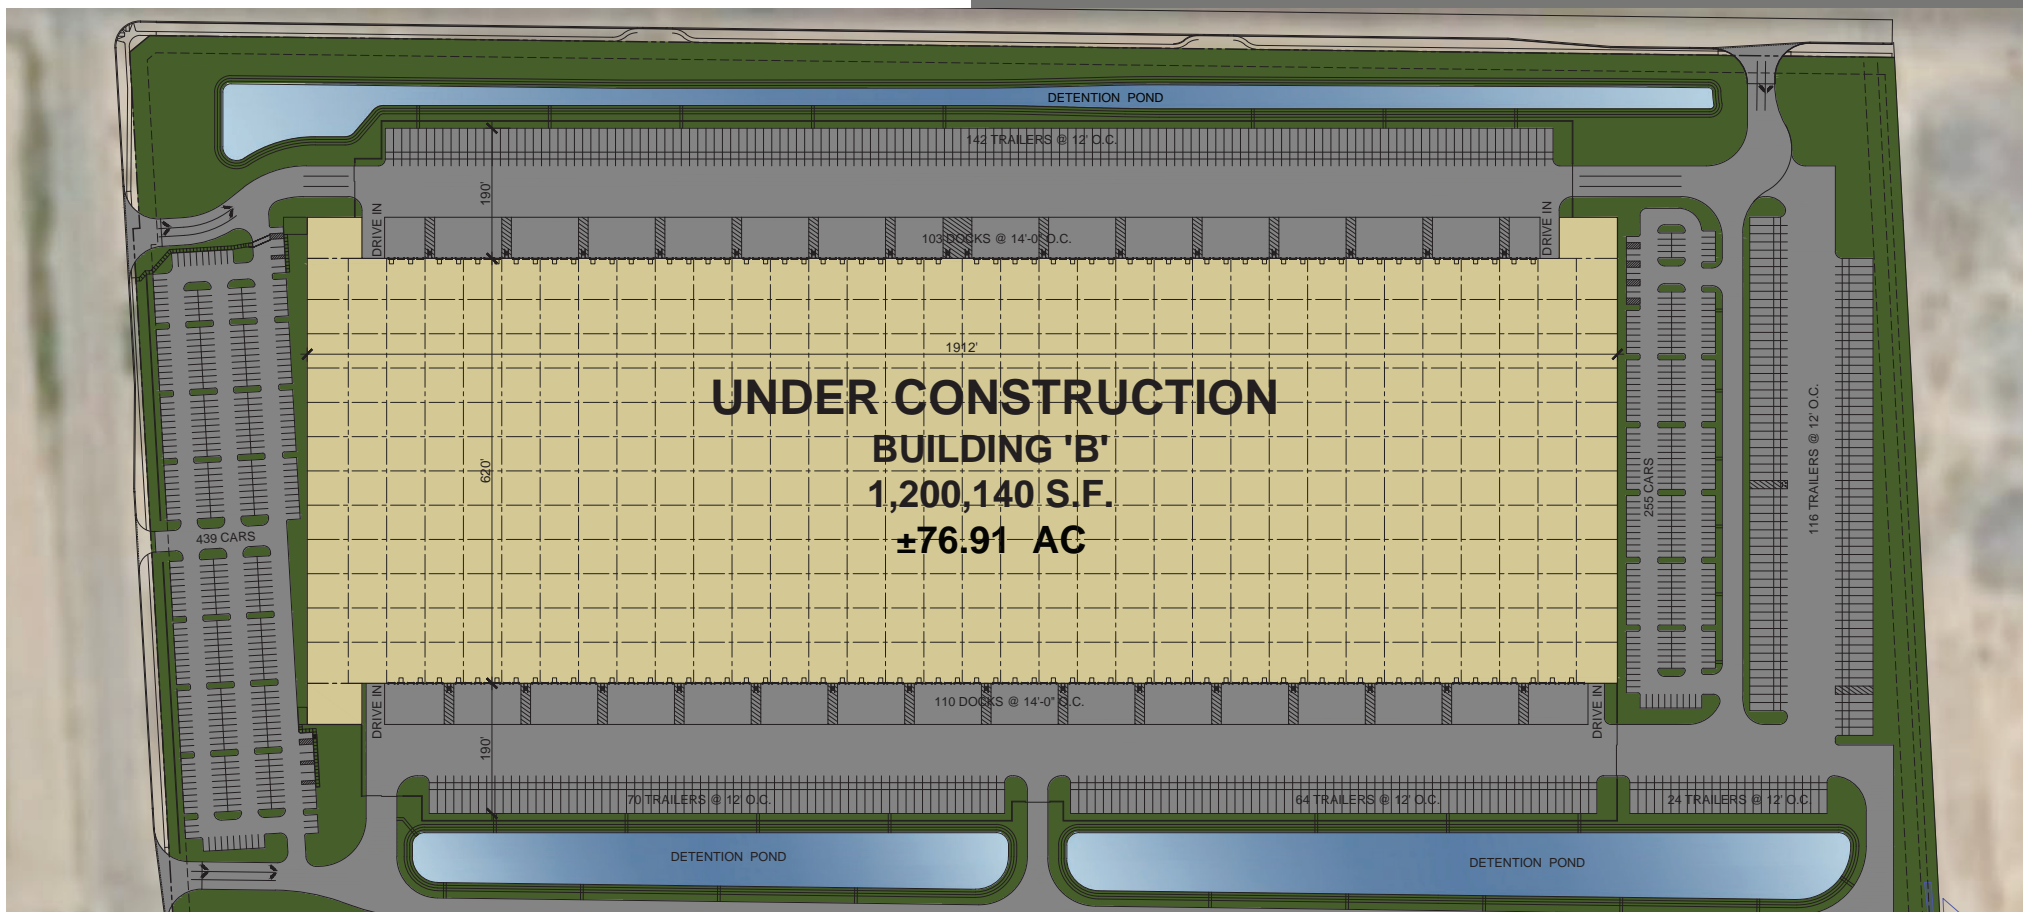 DETENTION POND
142 TRAILERS @ 12' O.C.
190'
DRIVE IN
103 DOCKS @ 14'-0" O.C.
DRIVE IN
1912'
UNDER CONSTRUCTION
BUILDING 'B'
1,200,140 S.F.
±76.91 AC
620'
439 CARS
255 CARS
116 TRAILERS @ 12' O.C.
DRIVE IN
110 DOCKS @ 14'-0" O.C.
DRIVE IN
190'
70 TRAILERS @ 12' O.C.
64 TRAILERS @ 12' O.C.
24 TRAILERS @ 12' O.C.
DETENTION POND
DETENTION POND